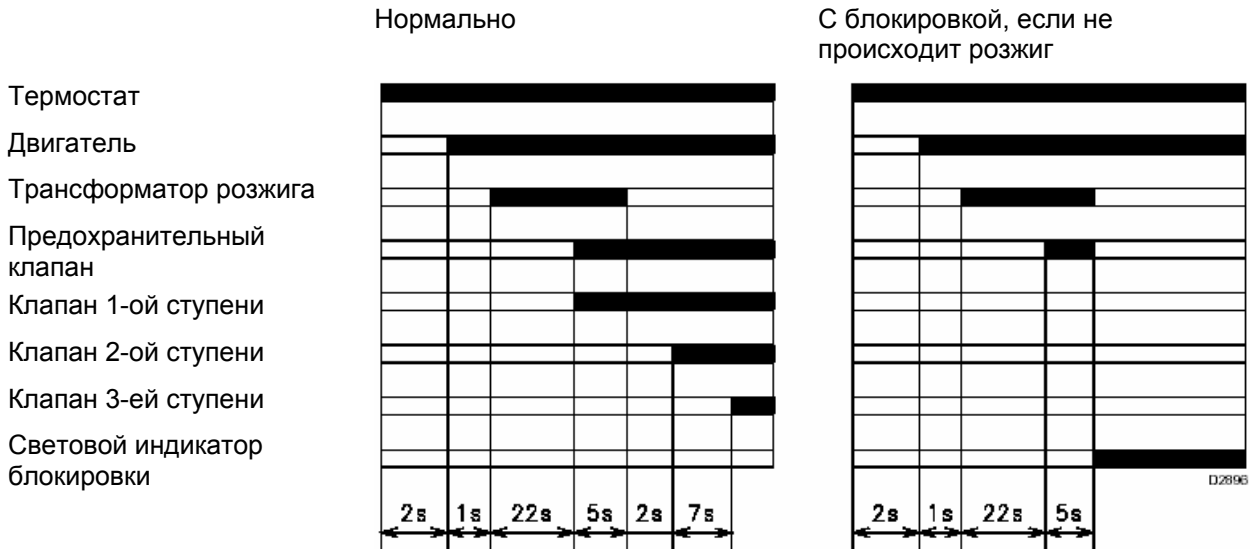 Нормально
С блокировкой, если не
происходит розжиг
Термостат
Двигатель
Трансформатор розжига
Предохранительный
клапан
Клапан 1-ой ступени
Клапан 2-ой ступени
Клапан 3-ей ступени
Световой индикатор
блокировки
D2896
2s 1s 22s 5s 2s 7s
2s 1s 22s 5s